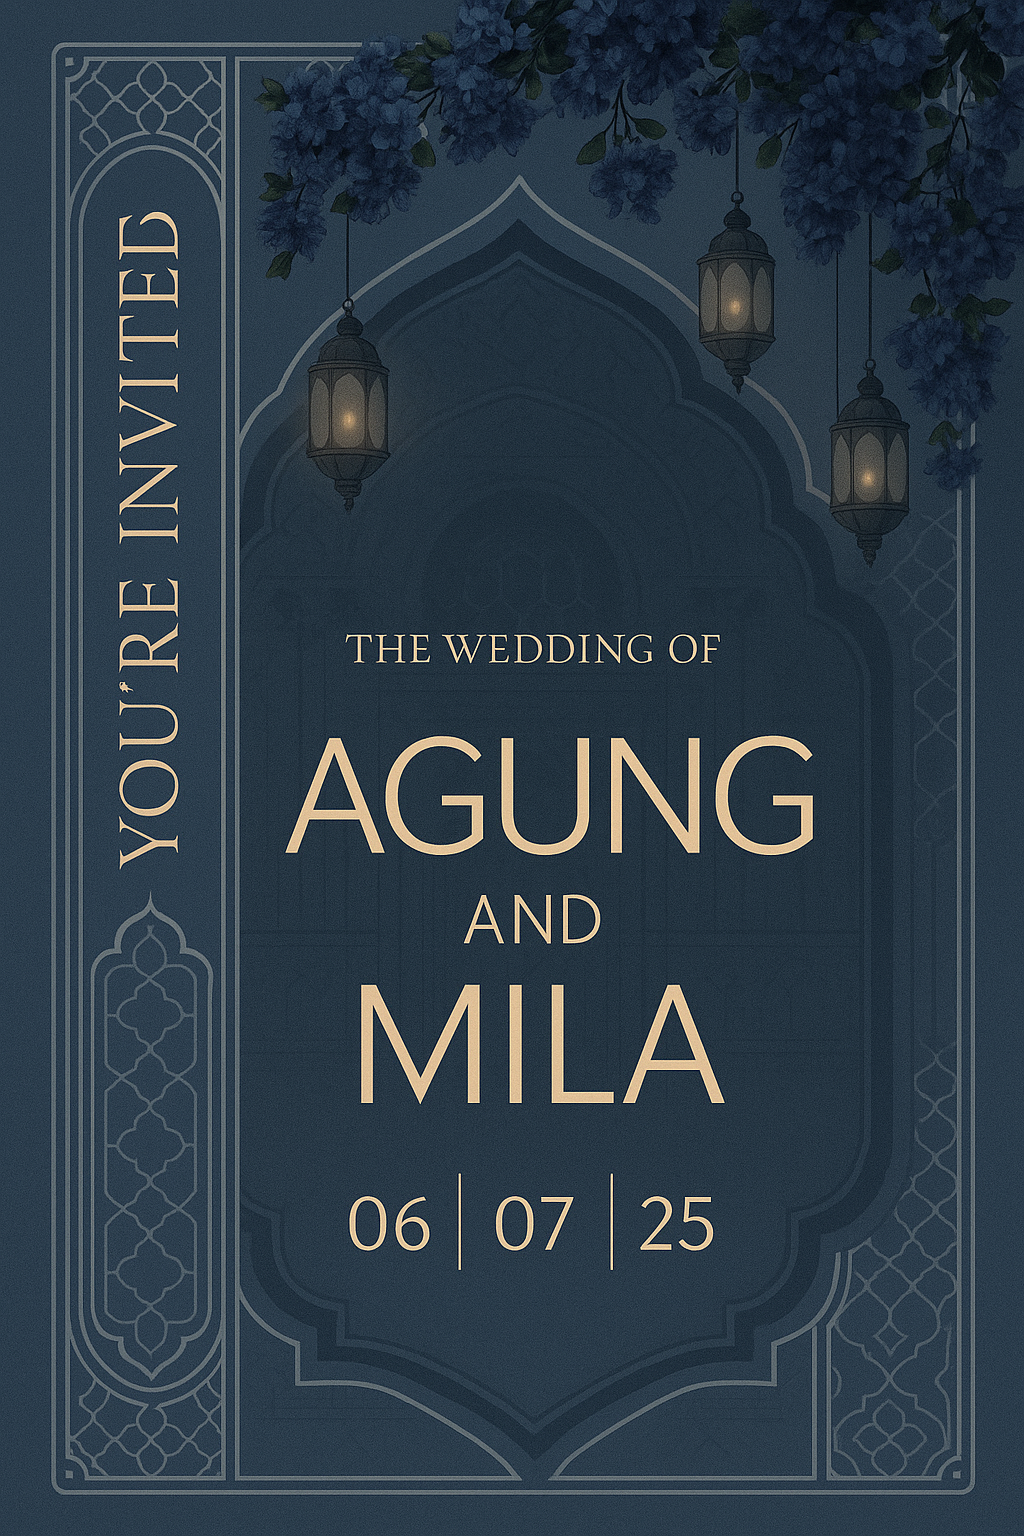 YOU'RE INVITED
THE WEDDING OF
AGUNG
AND
MILA
06 | 07 | 25